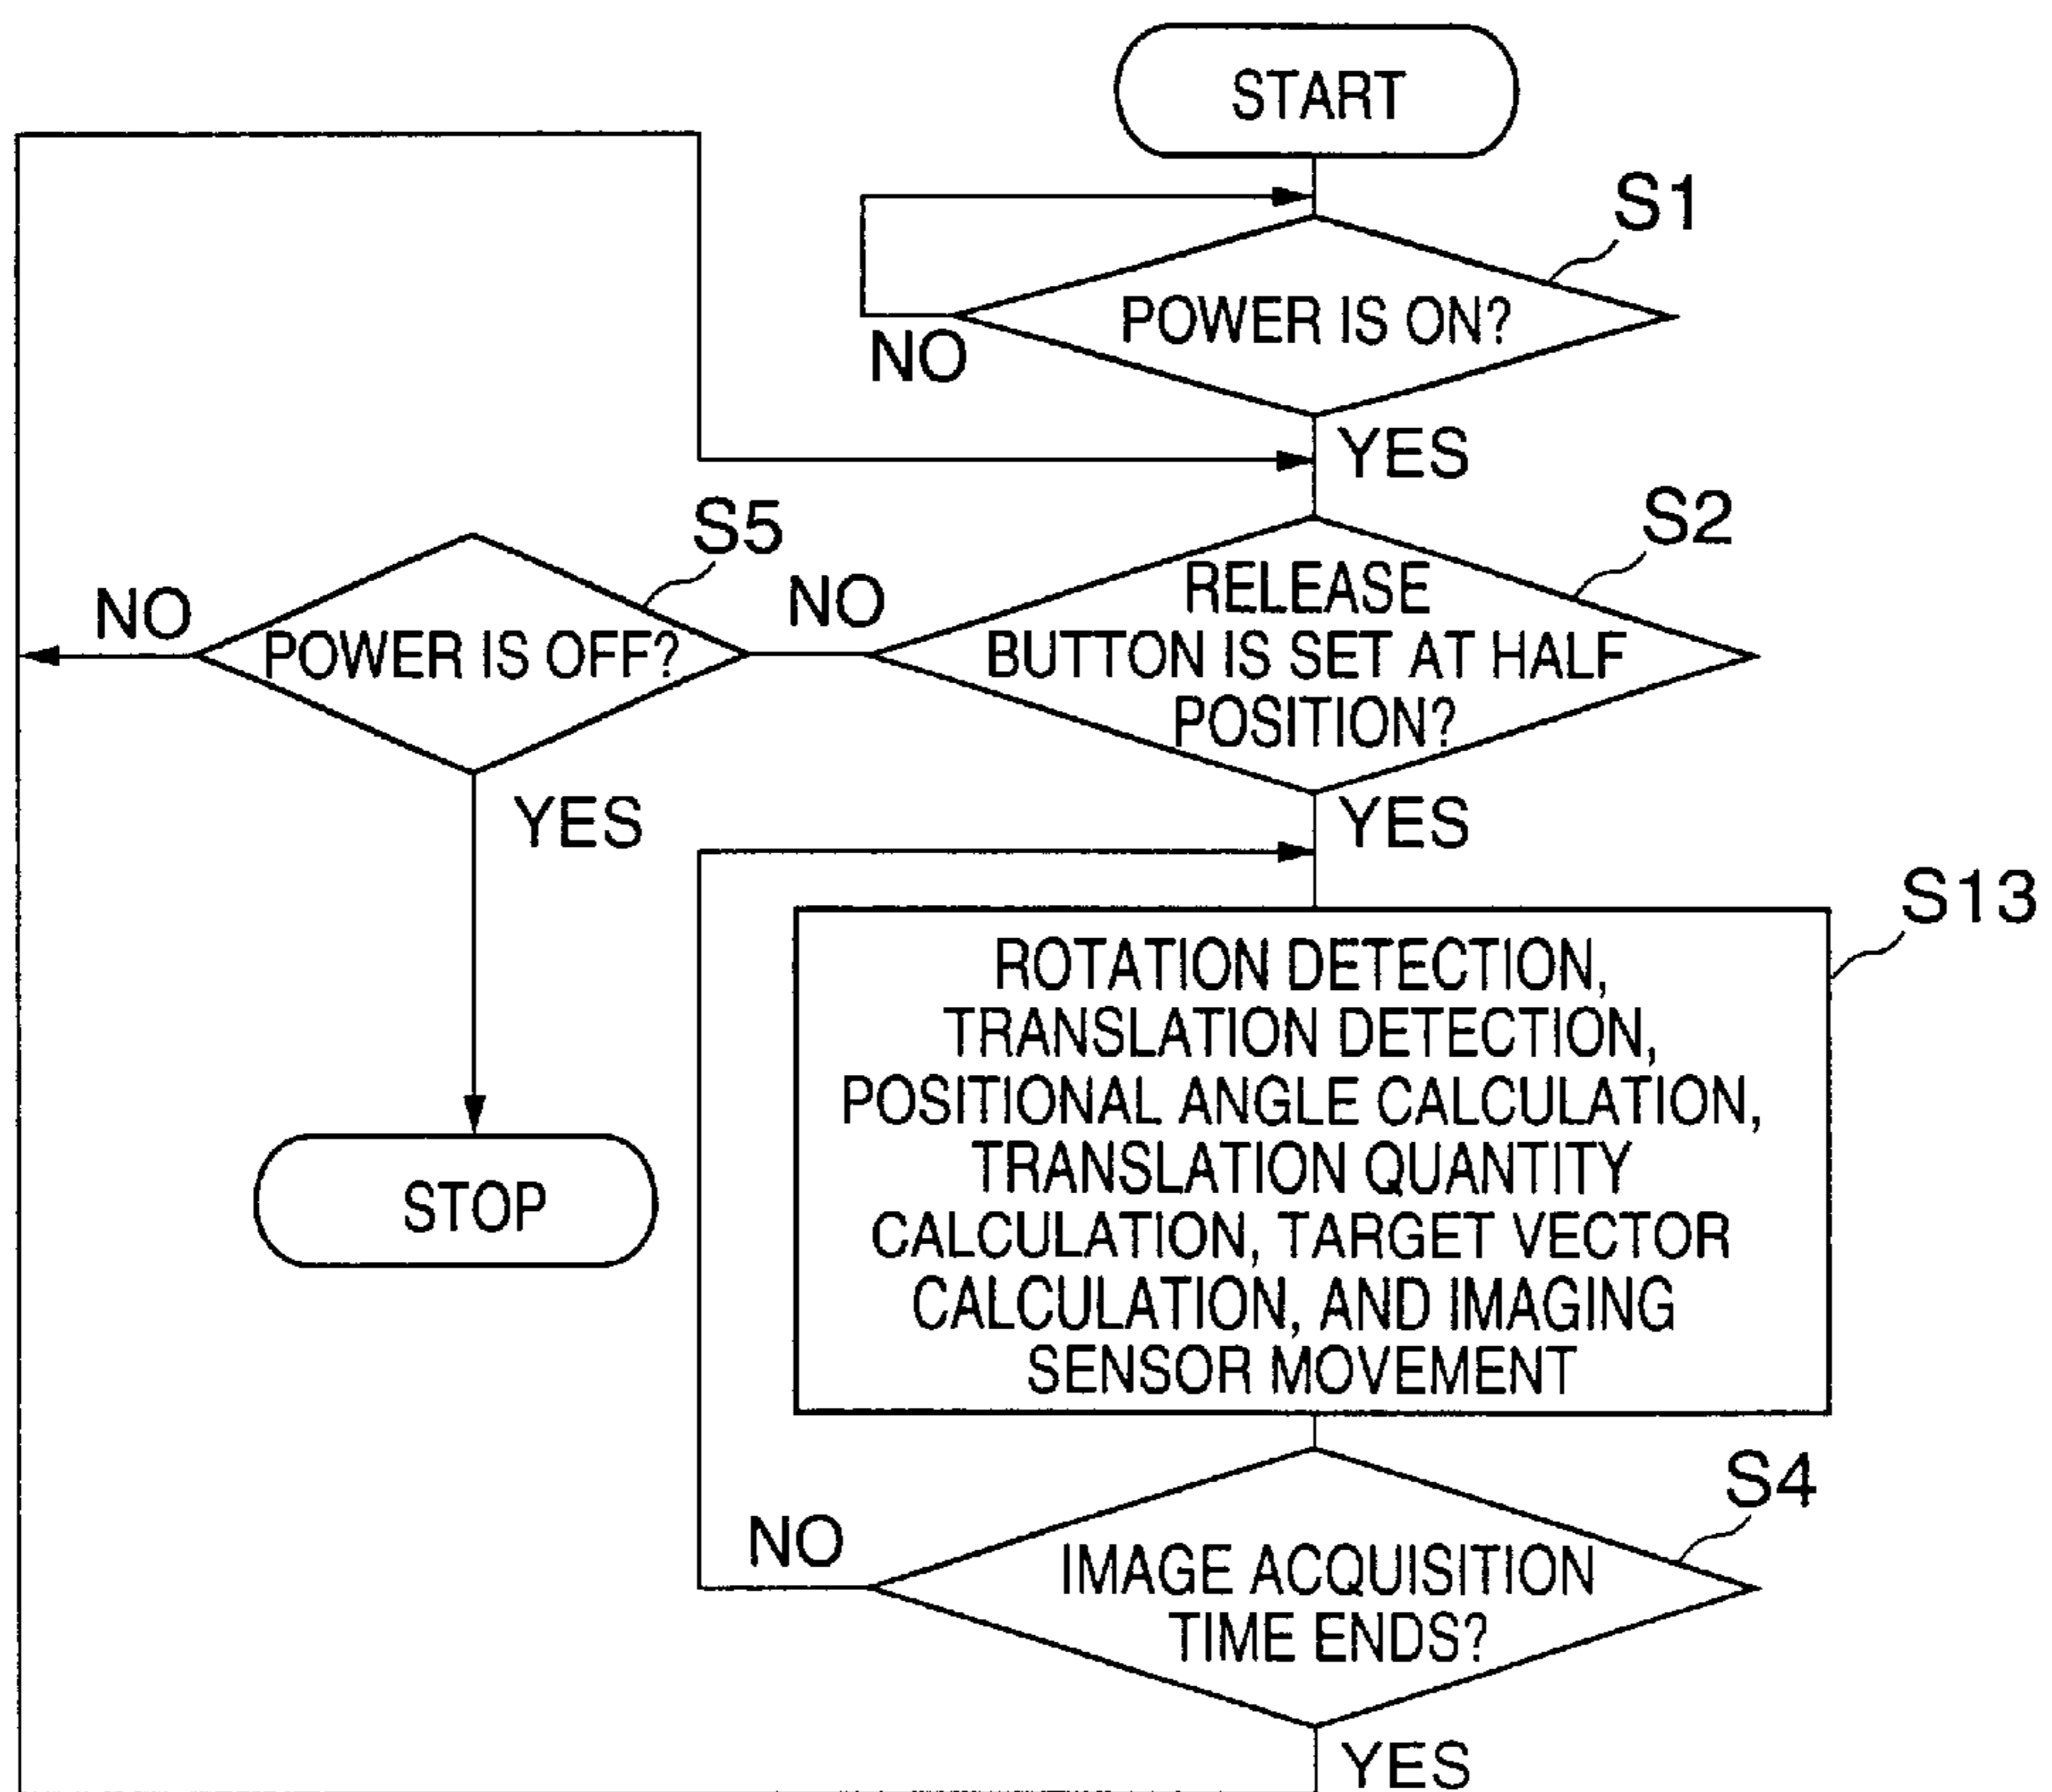 START
S1
POWER IS ON?
NO
YES
S2
S5
NO
RELEASE
BUTTON IS SET AT HALF
POSITION?
NO
POWER IS OFF?
YES
YES
S13
ROTATION DETECTION,
TRANSLATION DETECTION,
POSITIONAL ANGLE CALCULATION,
TRANSLATION QUANTITY
CALCULATION, TARGET VECTOR
CALCULATION, AND IMAGING
SENSOR MOVEMENT
STOP
S4
NO
IMAGE ACQUISITION
TIME ENDS?
YES